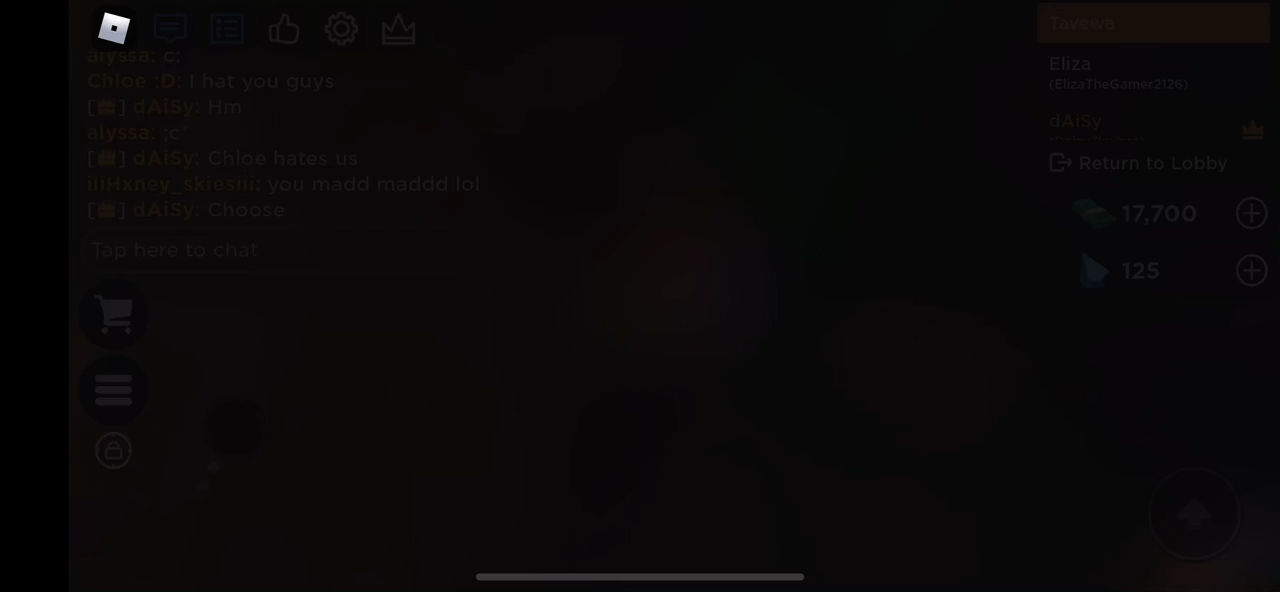 alyssa: c:
Chloe :D: I hat you guys
[] dAiSy: Hm
alyssa: ;c*
[] dAiSy: Chloe hates us
iiiHxney_skiesiii: you madd maddd lol
[] dAiSy: Choose
Tap here to chat
Tavewa
Eliza
(ElizaTheGamer2126)
dAiSy
Return to Lobby
17,700
125